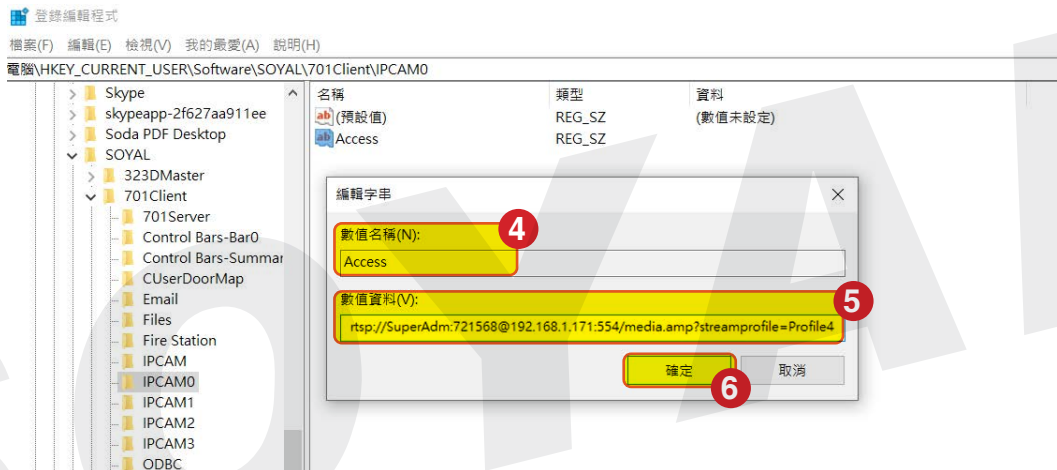 登錄編輯程式
檔案(F) 編輯(E) 檢視(V) 我的最愛(A) 說明(H)
電腦\HKEY_CURRENT_USER\Software\SOYAL\701Client\IPCAM0
Skype
skypeapp-2f627aa911ee
Soda PDF Desktop
SOYAL
323DMaster
701Client
701Server
Control Bars-Bar0
Control Bars-Summar
CUserDoorMap
Email
Files
Fire Station
IPCAM
IPCAM0
IPCAM1
IPCAM2
IPCAM3
ODBC
名稱 類型 資料
ab (預設值) REG_SZ (數值未設定)
ab Access REG_SZ
編輯字串
數值名稱(N):
4
Access
數值資料(V):
5
rtsp://SuperAdm:721568@192.168.1.171:554/media.amp?streamprofile=Profile4
確定 取消
6
SOYAL